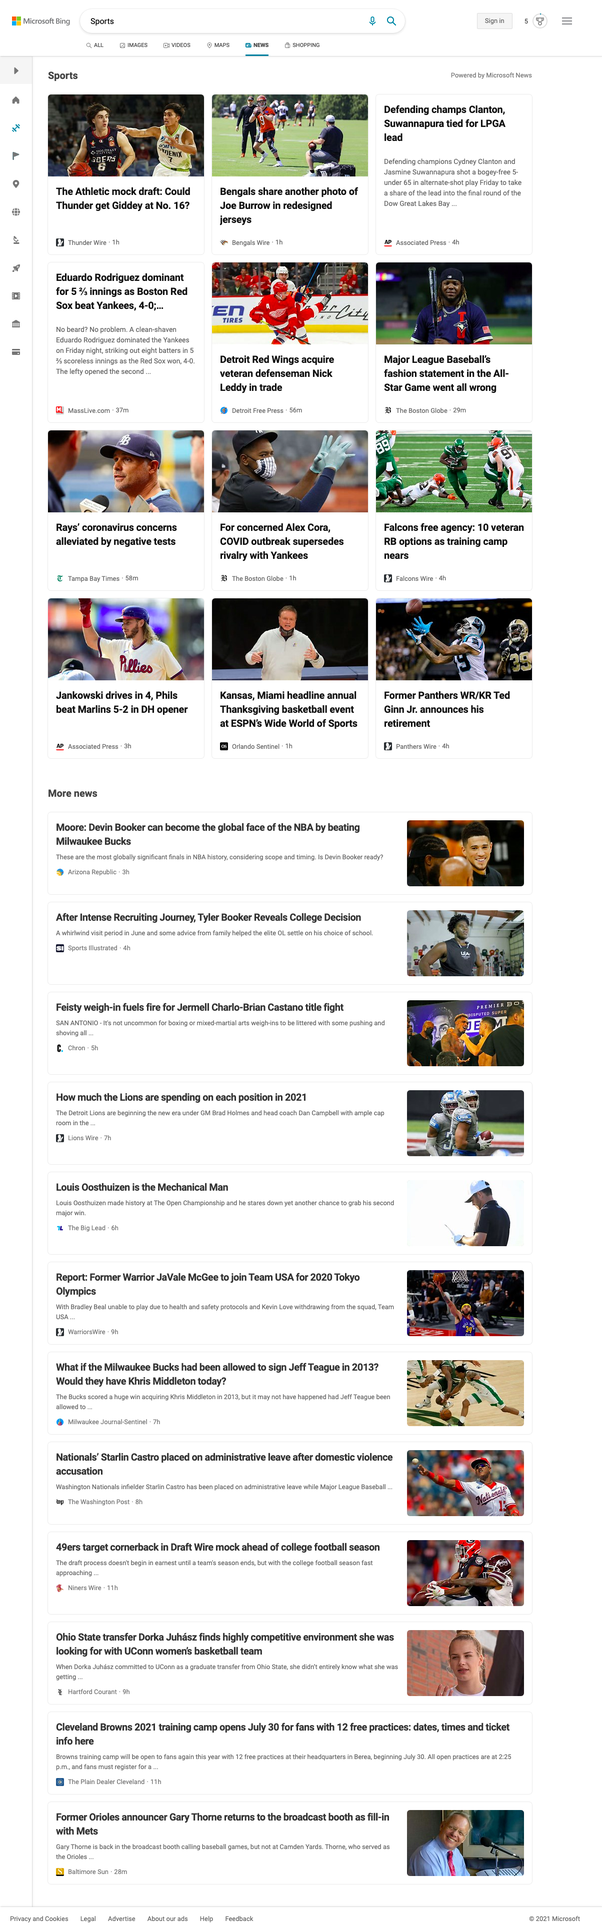 Microsoft Bing
Sports
Sign in
5
ALL
IMAGES
VIDEOS
MAPS
NEWS
SHOPPING
Sports
Powered by Microsoft News
The Athletic mock draft: Could
Thunder get Giddey at No. 16?
Thunder Wire · 1h
Bengals share another photo of
Joe Burrow in redesigned
jerseys
Bengals Wire · 1h
Defending champs Clanton,
Suwannapura tied for LPGA
lead
Defending champions Cydney Clanton and
Jasmine Suwannapura shot a bogey-free 5-
under 65 in alternate-shot play Friday to take
a share of the lead into the final round of the
Dow Great Lakes Bay ...
AP Associated Press · 4h
Eduardo Rodriguez dominant
for 5 ⅔ innings as Boston Red
Sox beat Yankees, 4-0;...
No beard? No problem. A clean-shaven
Eduardo Rodriguez dominated the Yankees
on Friday night, striking out eight batters in 5
⅔ scoreless innings as the Red Sox won, 4-0.
The lefty opened the second ...
MassLive.com · 37m
Detroit Red Wings acquire
veteran defenseman Nick
Leddy in trade
Detroit Free Press · 56m
Major League Baseball's
fashion statement in the All-
Star Game went all wrong
The Boston Globe · 29m
Rays' coronavirus concerns
alleviated by negative tests
Tampa Bay Times · 58m
For concerned Alex Cora,
COVID outbreak supersedes
rivalry with Yankees
The Boston Globe · 1h
Falcons free agency: 10 veteran
RB options as training camp
nears
Falcons Wire · 4h
Phillies
Jankowski drives in 4, Phils
beat Marlins 5-2 in DH opener
AP Associated Press · 3h
Kansas, Miami headline annual
Thanksgiving basketball event
at ESPN's Wide World of Sports
Orlando Sentinel · 1h
Former Panthers WR/KR Ted
Ginn Jr. announces his
retirement
Panthers Wire · 4h
More news
Moore: Devin Booker can become the global face of the NBA by beating
Milwaukee Bucks
These are the most globally significant finals in NBA history, considering scope and timing. Is Devin Booker ready?
Arizona Republic · 3h
After Intense Recruiting Journey, Tyler Booker Reveals College Decision
A whirlwind visit period in June and some advice from family helped the elite OL settle on his choice of school.
Sports Illustrated · 4h
Feisty weigh-in fuels fire for Jermell Charlo-Brian Castano title fight
SAN ANTONIO - It's not uncommon for boxing or mixed-martial arts weigh-ins to be littered with some pushing and
shoving all ...
Chron · 5h
How much the Lions are spending on each position in 2021
The Detroit Lions are beginning the new era under GM Brad Holmes and head coach Dan Campbell with ample cap
room in the ...
Lions Wire · 7h
Louis Oosthuizen is the Mechanical Man
Louis Oosthuizen made history at The Open Championship and he stares down yet another chance to grab his second
major win.
The Big Lead · 6h
Report: Former Warrior JaVale McGee to join Team USA for 2020 Tokyo
Olympics
With Bradley Beal unable to play due to health and safety protocols and Kevin Love withdrawing from the squad, Team
USA ...
WarriorsWire · 9h
What if the Milwaukee Bucks had been allowed to sign Jeff Teague in 2013?
Would they have Khris Middleton today?
The Bucks scored a huge win acquiring Khris Middleton in 2013, but it may not have happened had Jeff Teague been
allowed to ...
Milwaukee Journal-Sentinel · 7h
Nationals' Starlin Castro placed on administrative leave after domestic violence
accusation
Washington Nationals infielder Starlin Castro has been placed on administrative leave while Major League Baseball ...
wp The Washington Post · 8h
49ers target cornerback in Draft Wire mock ahead of college football season
The draft process doesn't begin in earnest until a team's season ends, but with the college football season fast
approaching ...
Niners Wire · 11h
Ohio State transfer Dorka Juhász finds highly competitive environment she was
looking for with UConn women's basketball team
When Dorka Juhász committed to UConn as a graduate transfer from Ohio State, she didn't entirely know what she was
getting ...
Hartford Courant · 9h
Cleveland Browns 2021 training camp opens July 30 for fans with 12 free practices: dates, times and ticket
info here
Browns training camp will be open to fans again this year with 12 free practices at their headquarters in Berea, beginning July 30. All open practices are at 2:25
p.m., and fans must register for a ...
The Plain Dealer Cleveland · 11h
Former Orioles announcer Gary Thorne returns to the broadcast booth as fill-in
with Mets
Gary Thorne is back in the broadcast booth calling baseball games, but not at Camden Yards. Thorne, who served as
the Orioles ...
Baltimore Sun · 28m
Privacy and Cookies
Legal
Advertise
About our ads
Help
Feedback
© 2021 Microsoft